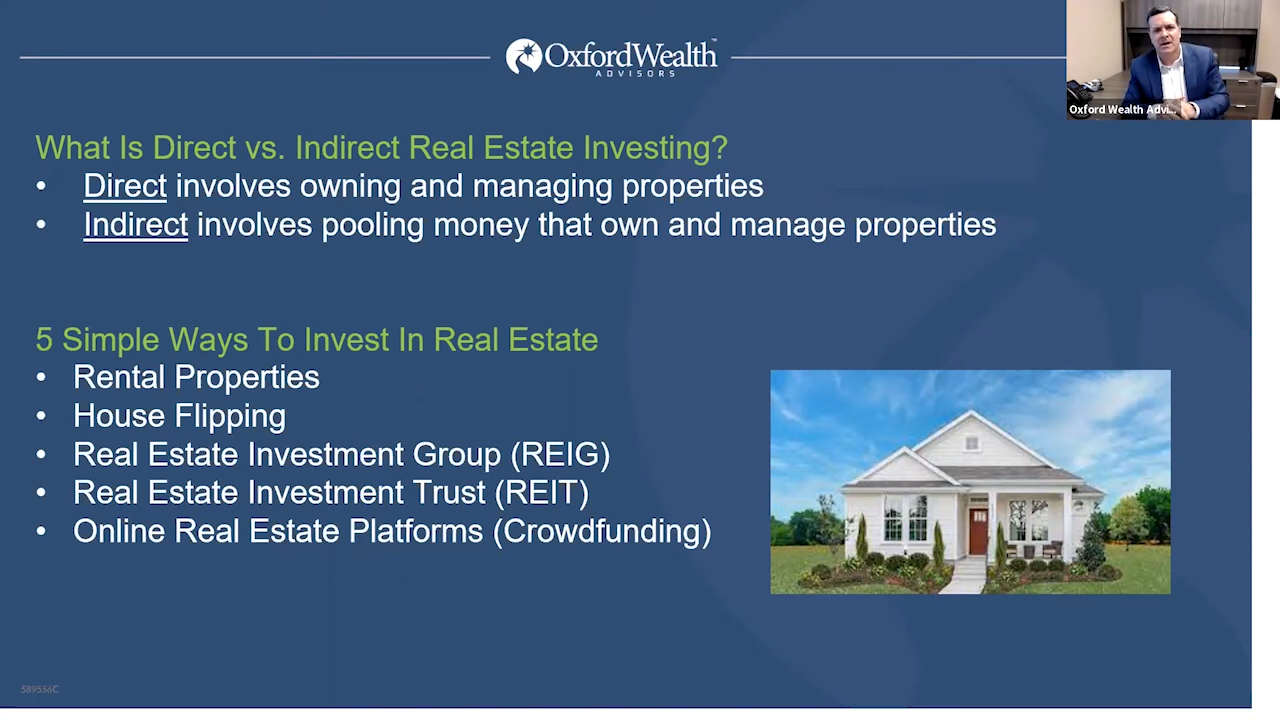 OxfordWealth™
ADVISORS
Oxford Wealth Advi...
What Is Direct vs. Indirect Real Estate Investing?
• Direct involves owning and managing properties
• Indirect involves pooling money that own and manage properties
5 Simple Ways To Invest In Real Estate
• Rental Properties
• House Flipping
• Real Estate Investment Group (REIG)
• Real Estate Investment Trust (REIT)
• Online Real Estate Platforms (Crowdfunding)
589556C